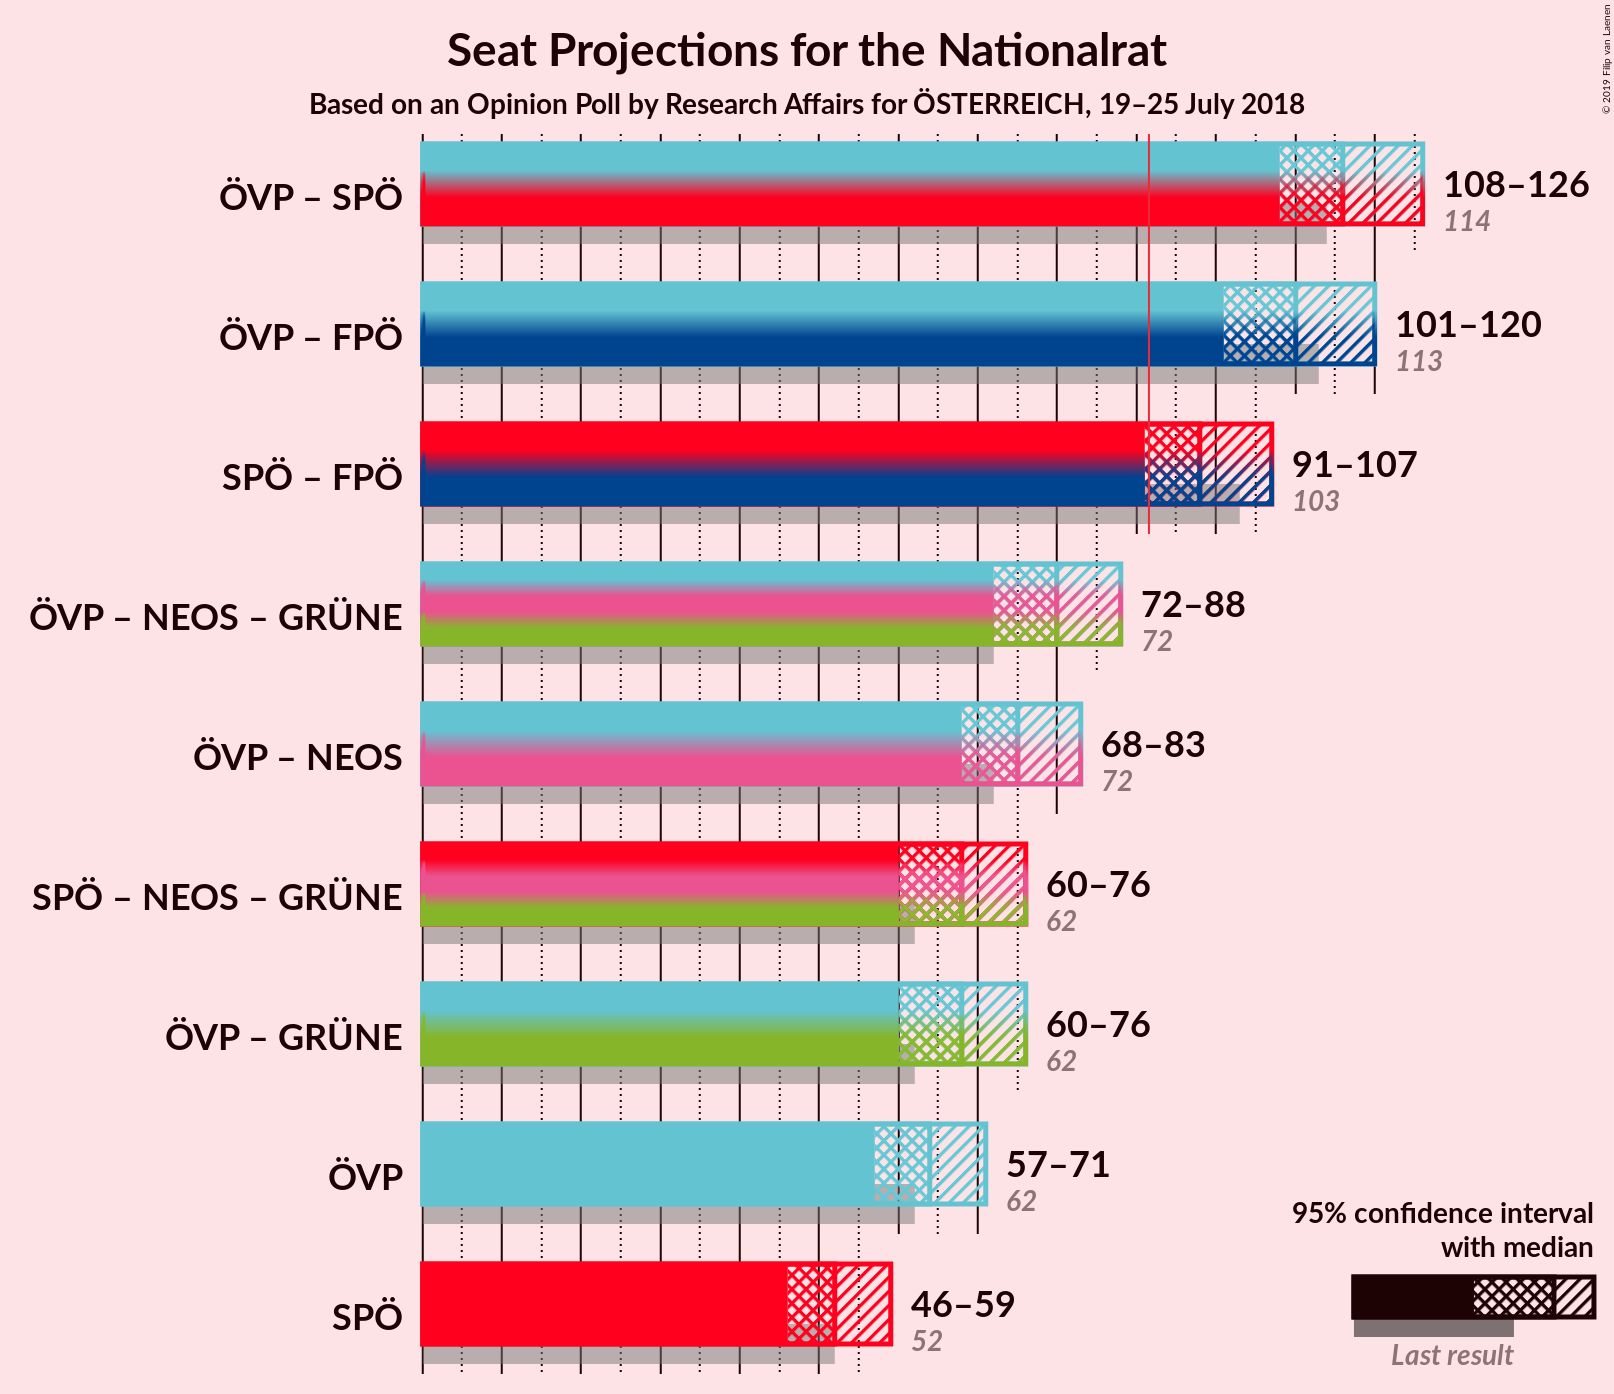 Seat Projections for the Nationalrat
Based on an Opinion Poll by Research Affairs for ÖSTERREICH, 19–25 July 2018
© 2019 Filip van Laenen
ÖVP – SPÖ
108–126
114
ÖVP – FPÖ
101–120
113
SPÖ – FPÖ
91–107
103
ÖVP – NEOS – GRÜNE
72–88
72
ÖVP – NEOS
68–83
72
SPÖ – NEOS – GRÜNE
60–76
62
ÖVP – GRÜNE
60–76
62
ÖVP
57–71
62
SPÖ
46–59
52
95% confidence interval
with median
Last result